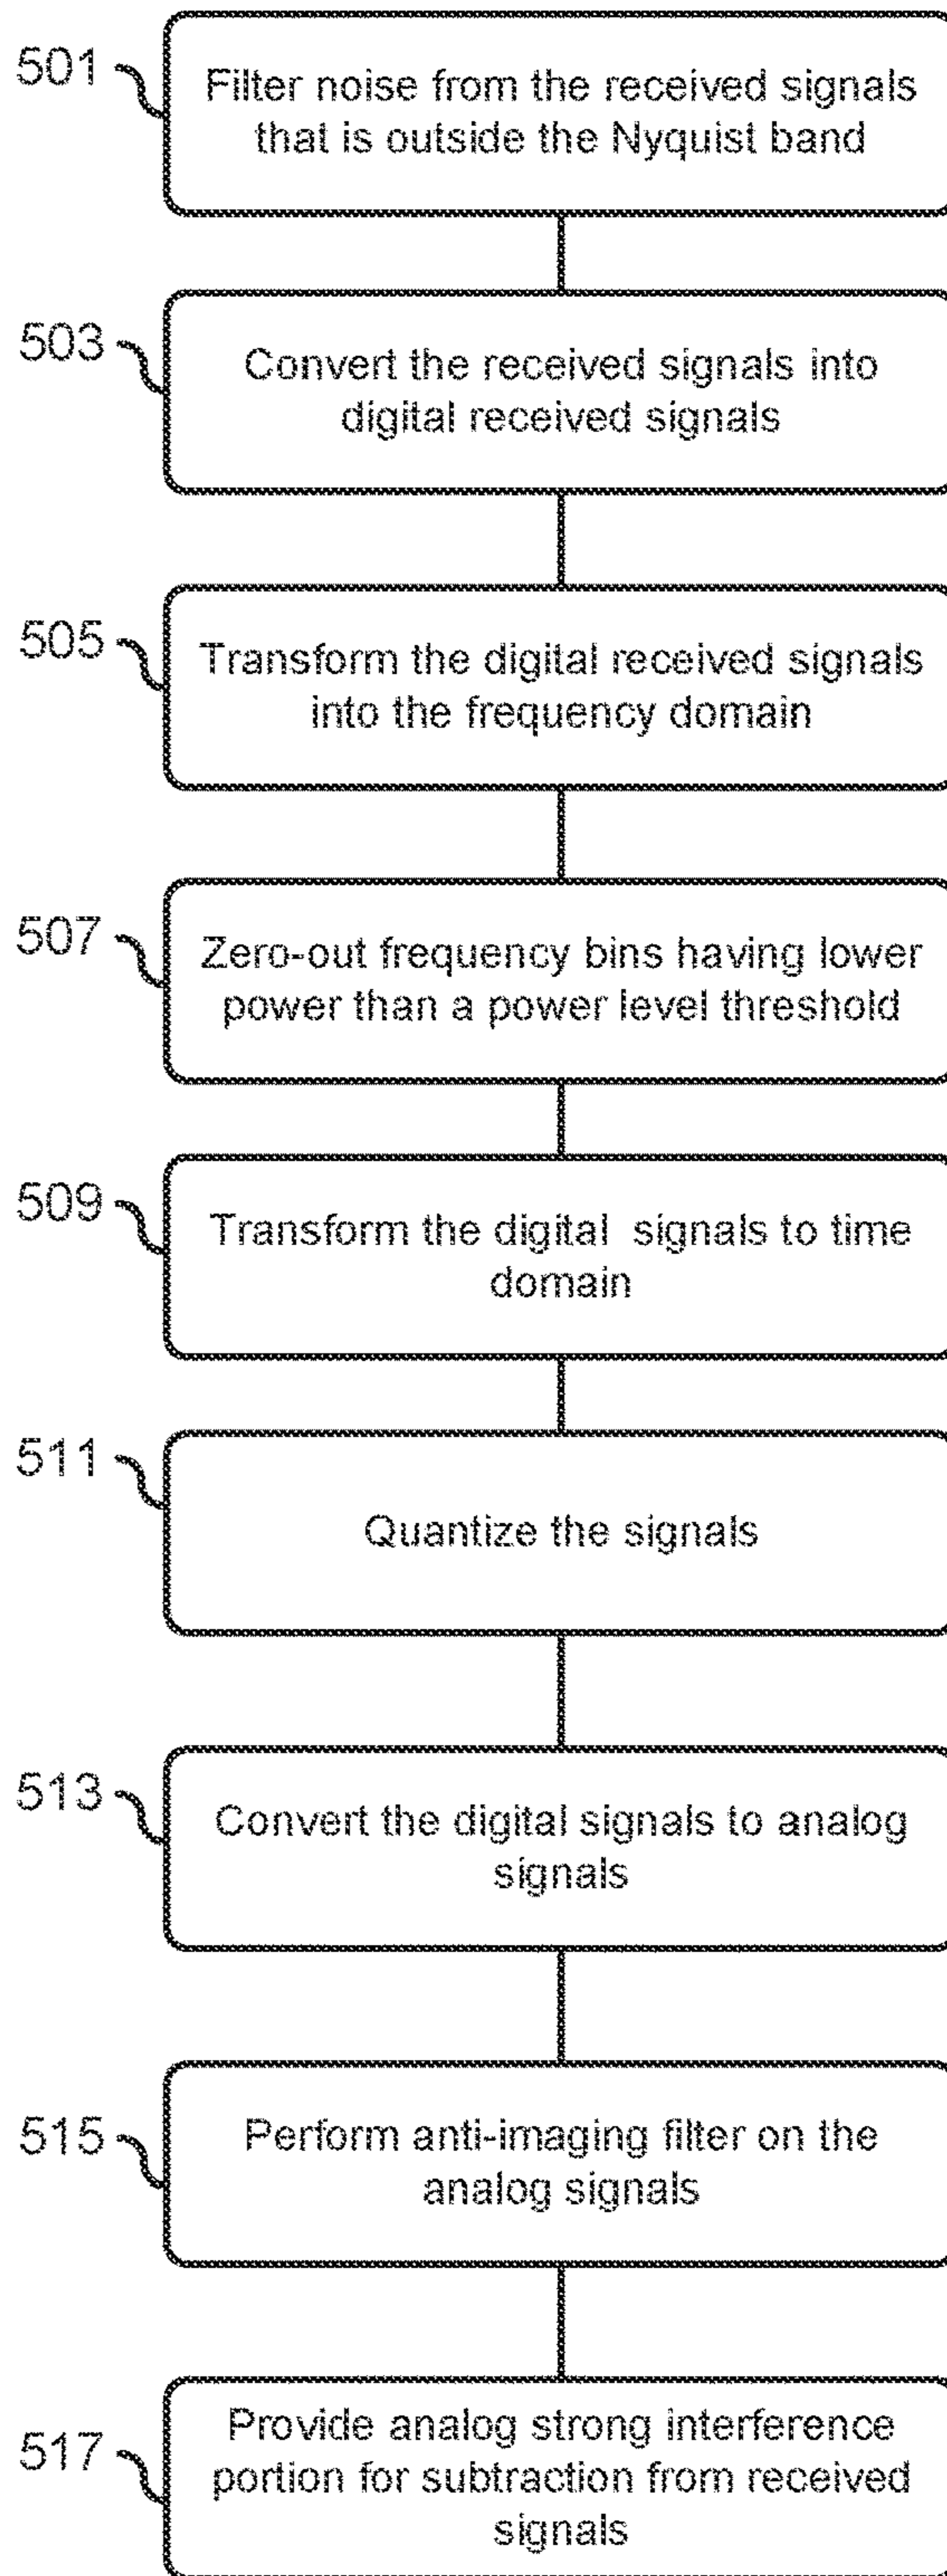 501
Filter noise from the received signals
that is outside the Nyquist band
503
Convert the received signals into
digital received signals
505
Transform the digital received signals
into the frequency domain
507
Zero-out frequency bins having lower
power than a power level threshold
509
Transform the digital signals to time
domain
511
Quantize the signals
513
Convert the digital signals to analog
signals
515
Perform anti-imaging filter on the
analog signals
517
Provide analog strong interference
portion for subtraction from received
signals